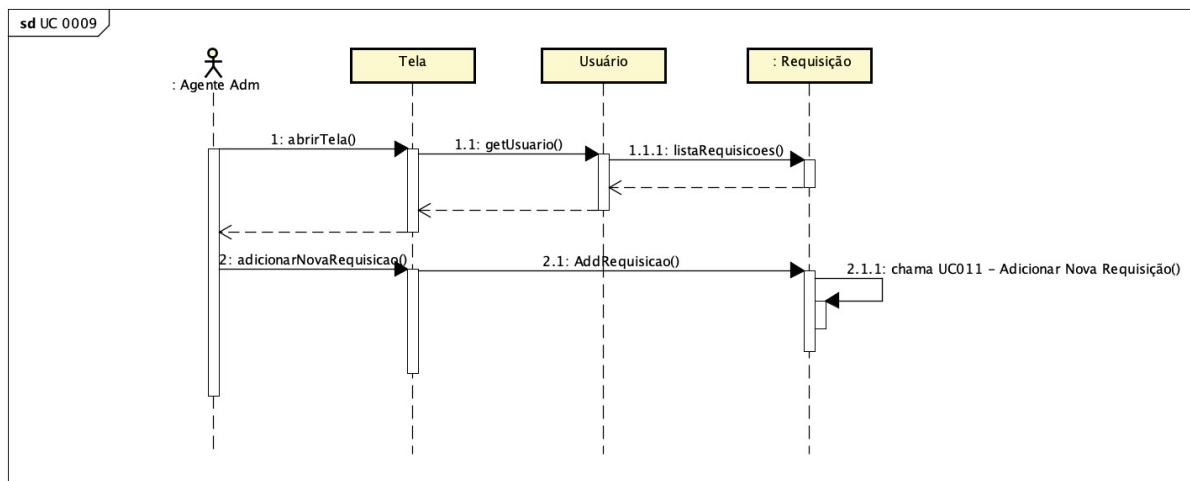 sd UC 0009
: Agente Adm
Tela
Usuário
: Requisição
1: abrirTela()
1.1: getUsuario()
1.1.1: listaRequisicoes()
2: adicionarNovaRequisicao()
2.1: AddRequisicao()
2.1.1: chama UC011 – Adicionar Nova Requisição()